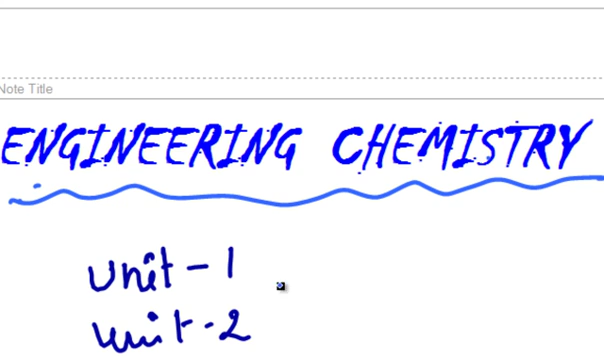 Note Title
ENGINEERING CHEMISTRY
Unit - 1
Unit - 2